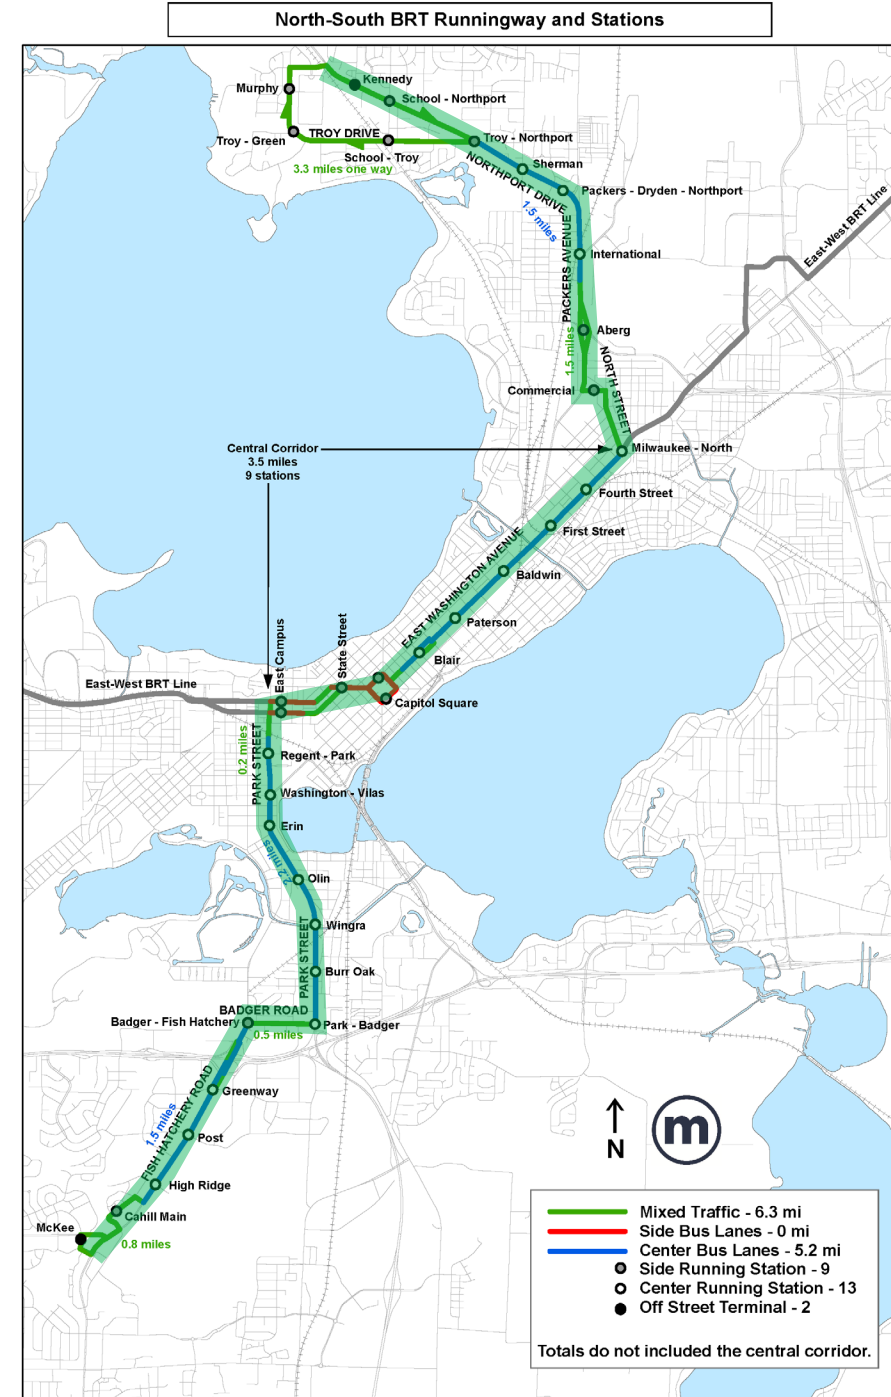 North-South BRT Runningway and Stations
Kennedy
Murphy
School - Northport
TROY DRIVE
Troy - Northport
Troy - Green
School - Troy
3.3 miles one way
Sherman
NORTHPORT DRIVE
Packers - Dryden - Northport
1.5 miles
East-West BRT Line
PACKERS AVENUE
International
Aberg
1.5 miles
NORTH STREET
Commercial
Central Corridor
3.5 miles
9 stations
Milwaukee - North
Fourth Street
First Street
EAST WASHINGTON AVENUE
Baldwin
Paterson
Blair
State Street
East Campus
East-West BRT Line
Capitol Square
0.2 miles
PARK STREET
Regent - Park
Washington - Vilas
Erin
2.2 miles
Olin
PARK STREET
Wingra
Burr Oak
BADGER ROAD
Badger - Fish Hatchery
Park - Badger
0.5 miles
FISH HATCHERY ROAD
Greenway
1.5 miles
Post
High Ridge
Cahill Main
McKee
0.8 miles
N
m
Mixed Traffic - 6.3 mi
Side Bus Lanes - 0 mi
Center Bus Lanes - 5.2 mi
Side Running Station - 9
Center Running Station - 13
Off Street Terminal - 2
Totals do not included the central corridor.